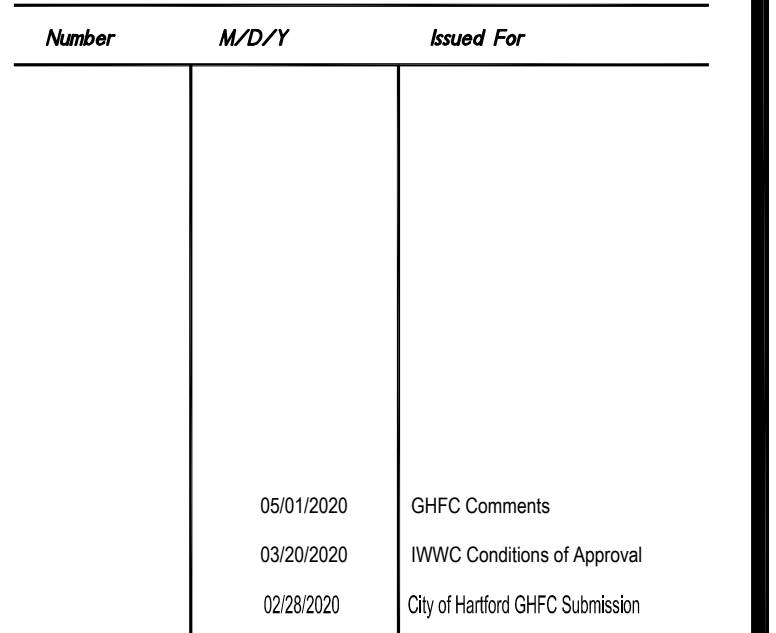 Number M/D/Y Issued For
05/01/2020 GHFC Comments
03/20/2020 IWWC Conditions of Approval
02/28/2020 City of Hartford GHFC Submission